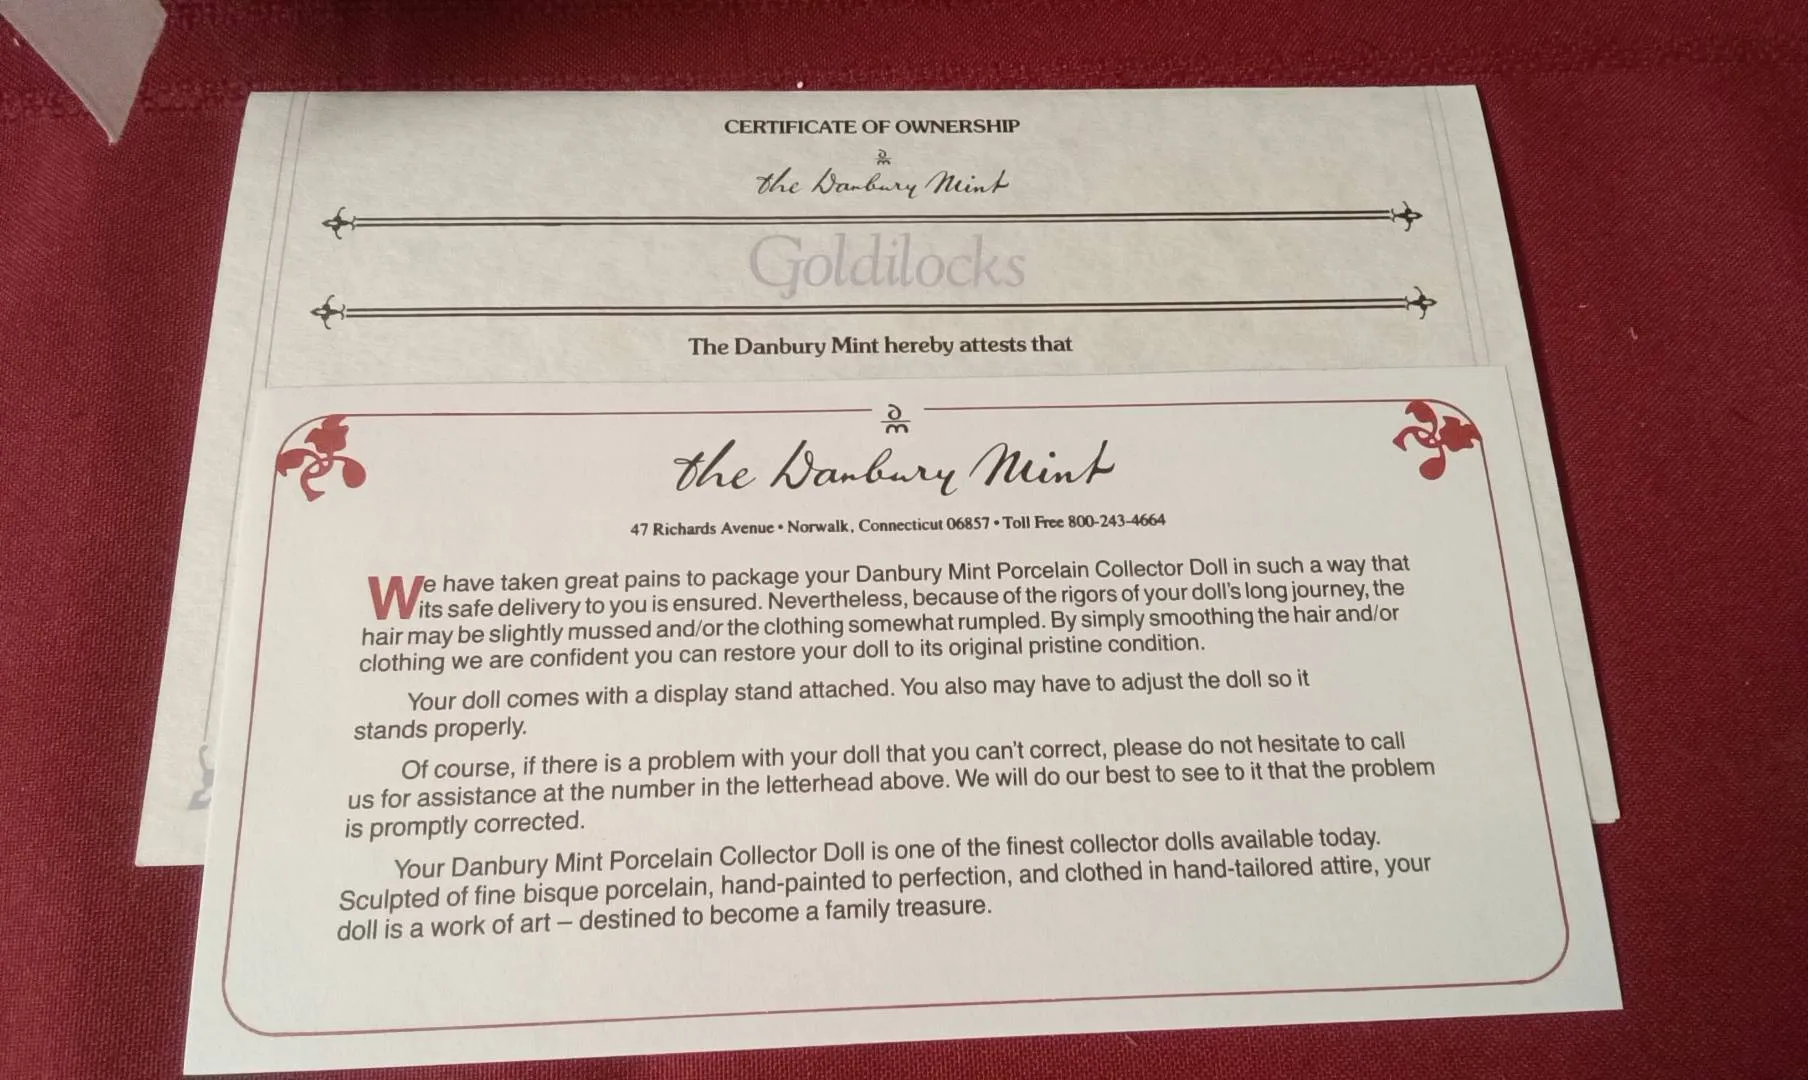 CERTIFICATE OF OWNERSHIP
the Danbury Mint
Goldilocks
The Danbury Mint hereby attests that
the Danbury Mint
47 Richards Avenue • Norwalk, Connecticut 06857 • Toll Free 800-243-4664
We have taken great pains to package your Danbury Mint Porcelain Collector Doll in such a way that
its safe delivery to you is ensured. Nevertheless, because of the rigors of your doll's long journey, the
hair may be slightly mussed and/or the clothing somewhat rumpled. By simply smoothing the hair and/or
clothing we are confident you can restore your doll to its original pristine condition.
Your doll comes with a display stand attached. You also may have to adjust the doll so it
stands properly.
Of course, if there is a problem with your doll that you can't correct, please do not hesitate to call
us for assistance at the number in the letterhead above. We will do our best to see to it that the problem
is promptly corrected.
Your Danbury Mint Porcelain Collector Doll is one of the finest collector dolls available today.
Sculpted of fine bisque porcelain, hand-painted to perfection, and clothed in hand-tailored attire, your
doll is a work of art – destined to become a family treasure.